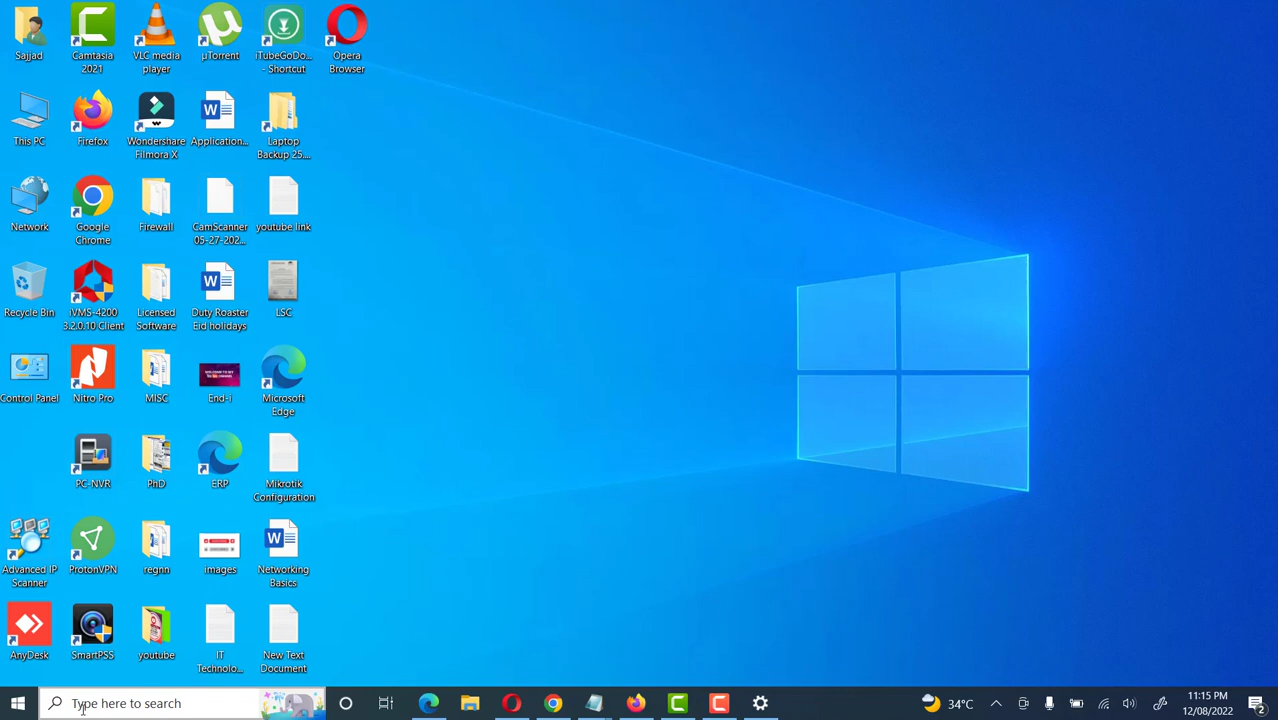 Sajjad
Camtasia
2021
VLC media
player
µTorrent
iTubeGoDo...
- Shortcut
Opera
Browser
This PC
Firefox
Wondershare
Filmora X
Application...
Laptop
Backup 25....
Network
Google
Chrome
Firewall
CamScanner
05-27-202...
youtube link
Recycle Bin
iVMS-4200
3.2.0.10 Client
Licensed
Software
Duty Roaster
Eid holidays
LSC
Control Panel
Nitro Pro
MISC
End-i
Microsoft
Edge
PC-NVR
PhD
ERP
Mikrotik
Configuration
Advanced IP
Scanner
ProtonVPN
regnn
images
Networking
Basics
AnyDesk
SmartPSS
youtube
IT
Technolo...
New Text
Document
Type here to search
34°C
11:15 PM
12/08/2022
2